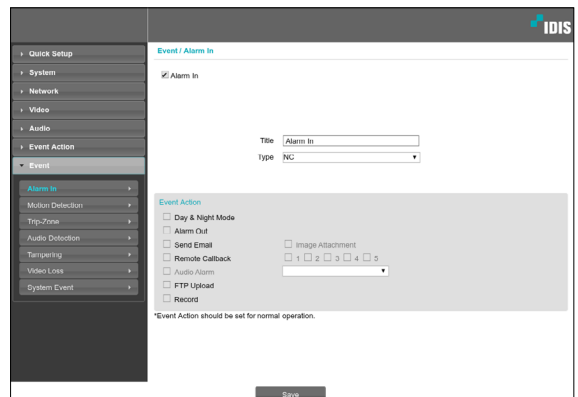 IDIS
Quick Setup
System
Network
Video
Audio
Event Action
Event
Alarm In
Motion Detection
Trip-Zone
Audio Detection
Tampering
Video Loss
System Event
Event / Alarm In
Alarm In
Title Alarm In
Type NC
Event Action
Day & Night Mode
Alarm Out
Send Email Image Attachment
Remote Callback 1 2 3 4 5
Audio Alarm
FTP Upload
Record
*Event Action should be set for normal operation.
Save